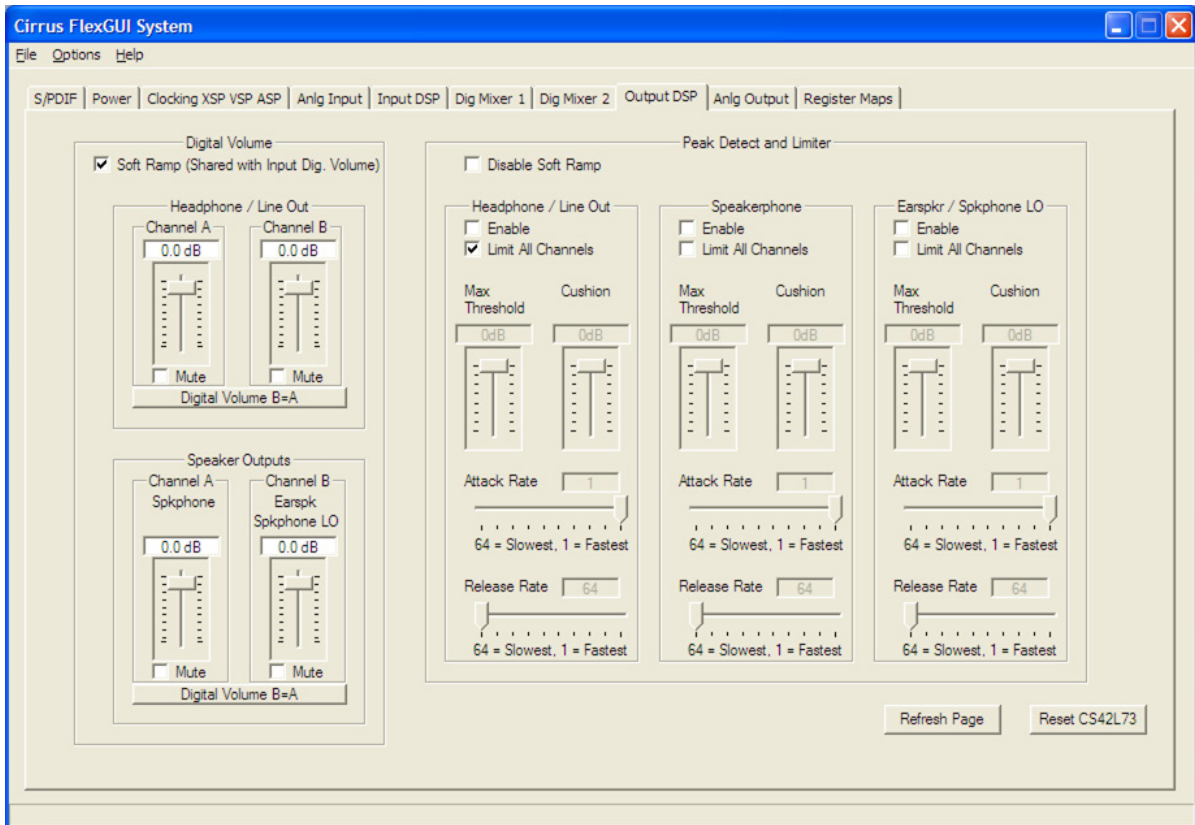 Cirrus FlexGUI System
File Options Help
S/PDIF Power Clocking XSP VSP ASP Anlg Input Input DSP Dig Mixer 1 Dig Mixer 2 Output DSP Anlg Output Register Maps
Digital Volume
Soft Ramp (Shared with Input Dig. Volume)
Headphone / Line Out
Channel A Channel B
0.0 dB 0.0 dB
Mute Mute
Digital Volume B=A
Speaker Outputs
Channel A Channel B
Spkphone Earspk
Spkphone LO
0.0 dB 0.0 dB
Mute Mute
Digital Volume B=A
Peak Detect and Limiter
Disable Soft Ramp
Headphone / Line Out
Enable
Limit All Channels
Max Cushion
Threshold
0dB 0dB
Attack Rate 1
64 = Slowest, 1 = Fastest
Release Rate 64
64 = Slowest, 1 = Fastest
Speakerphone
Enable
Limit All Channels
Max Cushion
Threshold
0dB 0dB
Attack Rate 1
64 = Slowest, 1 = Fastest
Release Rate 64
64 = Slowest, 1 = Fastest
Earspkr / Spkphone LO
Enable
Limit All Channels
Max Cushion
Threshold
0dB 0dB
Attack Rate 1
64 = Slowest, 1 = Fastest
Release Rate 64
64 = Slowest, 1 = Fastest
Refresh Page Reset CS42L73